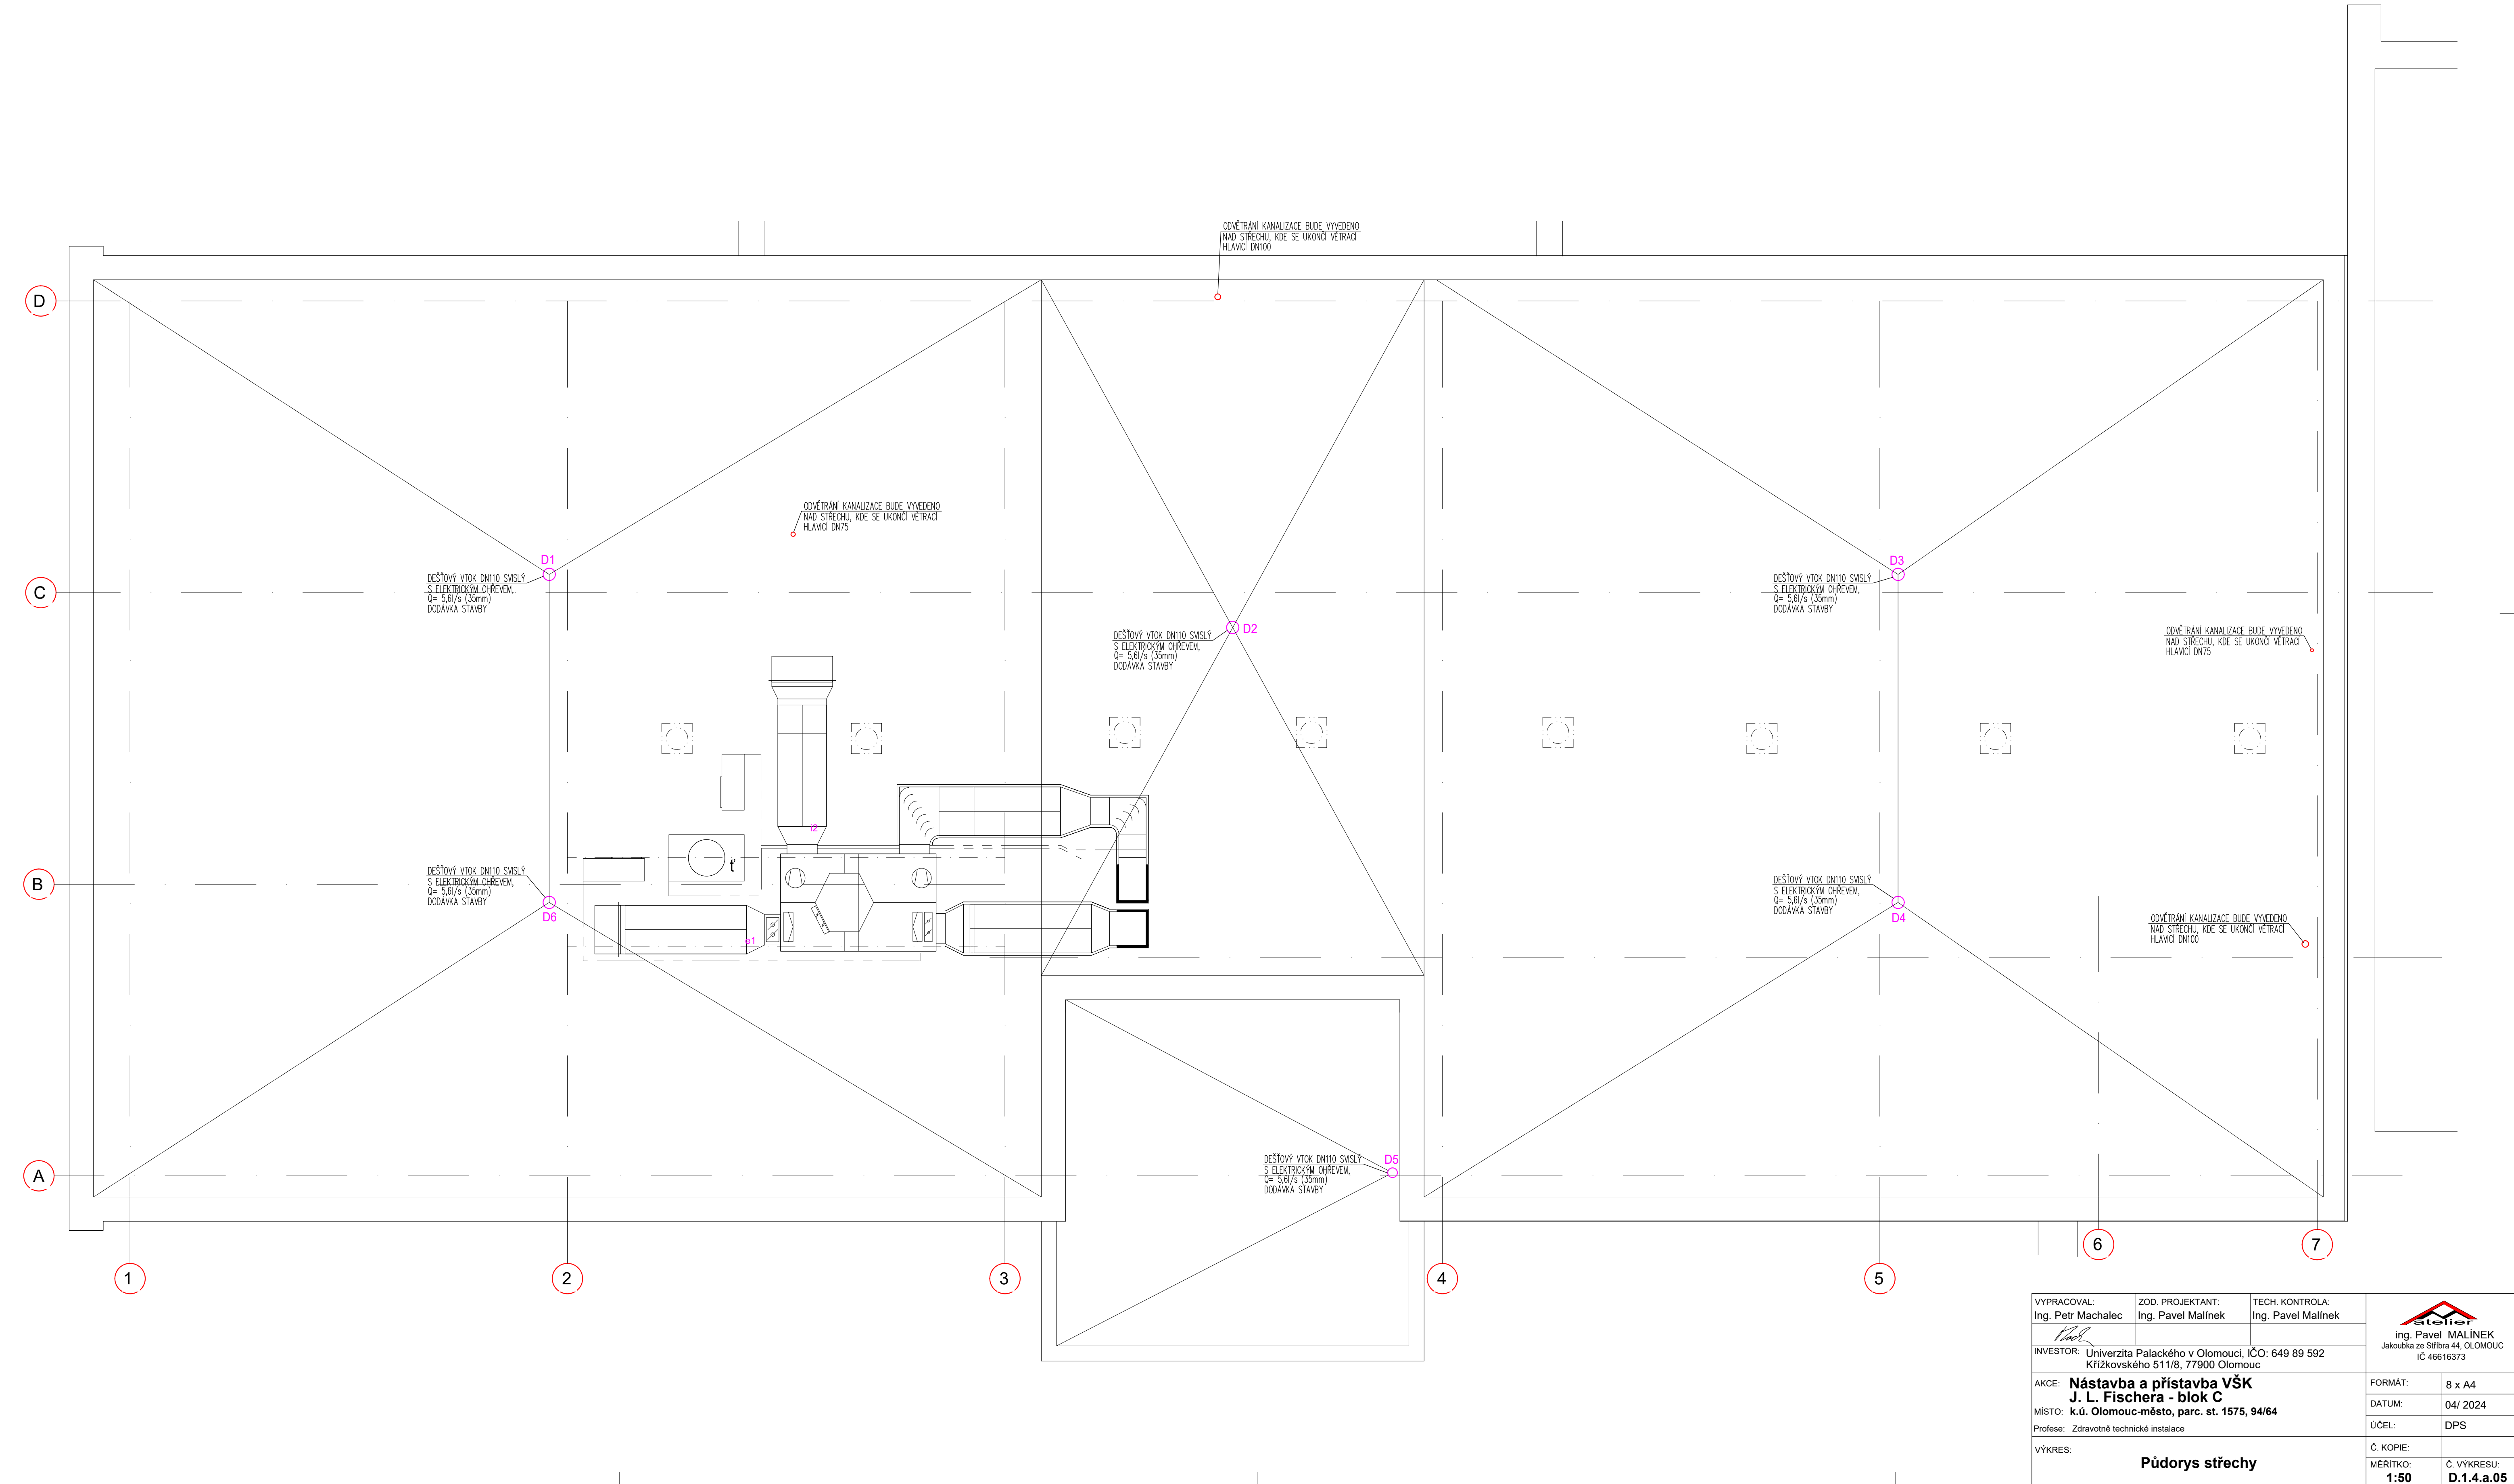 ODVĚTRÁNÍ KANALIZACE BUDE VYVEDENO
NAD STŘECHU, KDE SE UKONČÍ VĚTRACÍ
HLAVICÍ DN100
D
ODVĚTRÁNÍ KANALIZACE BUDE VYVEDENO
NAD STŘECHU, KDE SE UKONČÍ VĚTRACÍ
HLAVICÍ DN75
D1
DEŠŤOVÝ VTOK DN110 SVISLÝ
S ELEKTRICKÝM OHŘEVEM,
Q= 5,6l/s (35mm)
DODÁVKA STAVBY
D3
DEŠŤOVÝ VTOK DN110 SVISLÝ
S ELEKTRICKÝM OHŘEVEM,
Q= 5,6l/s (35mm)
DODÁVKA STAVBY
C
D2
DEŠŤOVÝ VTOK DN110 SVISLÝ
S ELEKTRICKÝM OHŘEVEM,
Q= 5,6l/s (35mm)
DODÁVKA STAVBY
ODVĚTRÁNÍ KANALIZACE BUDE VYVEDENO
NAD STŘECHU, KDE SE UKONČÍ VĚTRACÍ
HLAVICÍ DN75
i2
ť
B
DEŠŤOVÝ VTOK DN110 SVISLÝ
S ELEKTRICKÝM OHŘEVEM,
Q= 5,6l/s (35mm)
DODÁVKA STAVBY
D6
e1
DEŠŤOVÝ VTOK DN110 SVISLÝ
S ELEKTRICKÝM OHŘEVEM,
Q= 5,6l/s (35mm)
DODÁVKA STAVBY
D4
ODVĚTRÁNÍ KANALIZACE BUDE VYVEDENO
NAD STŘECHU, KDE SE UKONČÍ VĚTRACÍ
HLAVICÍ DN100
A
D5
DEŠŤOVÝ VTOK DN110 SVISLÝ
S ELEKTRICKÝM OHŘEVEM,
Q= 5,6l/s (35mm)
DODÁVKA STAVBY
1
2
3
4
5
6
7
VYPRACOVAL:
Ing. Petr Machalec
ZOD. PROJEKTANT:
Ing. Pavel Malínek
TECH. KONTROLA:
Ing. Pavel Malínek
atelier
ing. Pavel MALÍNEK
Jakoubka ze Stříbra 44, OLOMOUC
IČ 46616373
INVESTOR: Univerzita Palackého v Olomouci, IČO: 649 89 592
Křížkovského 511/8, 77900 Olomouc
AKCE: Nástavba a přístavba VŠK
J. L. Fischera - blok C
MÍSTO: k.ú. Olomouc-město, parc. st. 1575, 94/64
Profese: Zdravotně technické instalace
FORMÁT: 8 x A4
DATUM: 04/ 2024
ÚČEL: DPS
Č. KOPIE:
VÝKRES:
Půdorys střechy
MĚŘÍTKO:
1:50
Č. VÝKRESU:
D.1.4.a.05